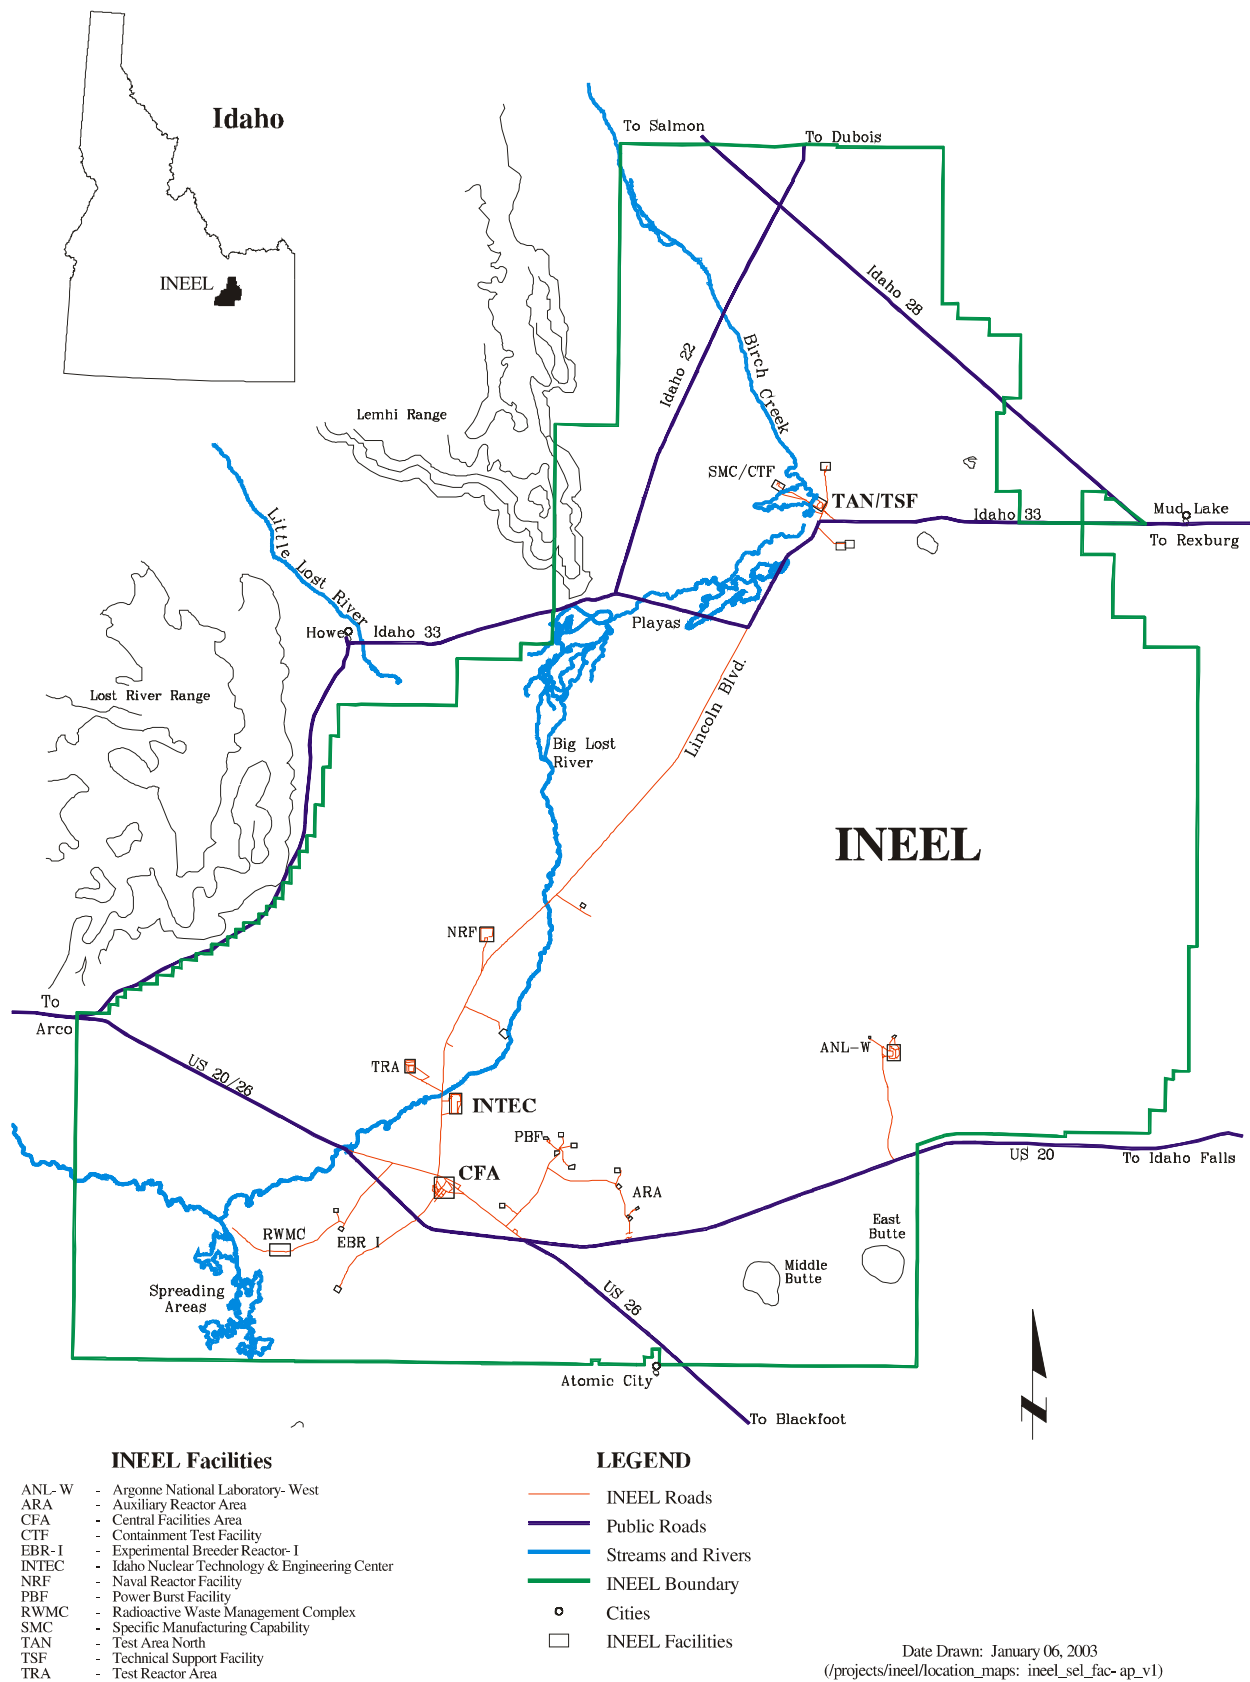 Idaho
INEEL
To Salmon
To Dubois
Idaho 28
Idaho 22
Birch Creek
Lemhi Range
SMC/CTF
TAN/TSF
Idaho 33
Mud Lake
To Rexburg
Little Lost River
Howe
Idaho 33
Playas
Lost River Range
Lincoln Blvd.
Big Lost
River
INEEL
NRF
To
Arco
US 20/26
TRA
ANL-W
INTEC
PBF
CFA
US 20
To Idaho Falls
ARA
RWMC
EBR I
East
Butte
Middle
Butte
Spreading
Areas
US 26
Atomic City
To Blackfoot
N
INEEL Facilities
ANL- W - Argonne National Laboratory- West
ARA - Auxiliary Reactor Area
CFA - Central Facilities Area
CTF - Containment Test Facility
EBR- I - Experimental Breeder Reactor- I
INTEC - Idaho Nuclear Technology & Engineering Center
NRF - Naval Reactor Facility
PBF - Power Burst Facility
RWMC - Radioactive Waste Management Complex
SMC - Specific Manufacturing Capability
TAN - Test Area North
TSF - Technical Support Facility
TRA - Test Reactor Area
LEGEND
INEEL Roads
Public Roads
Streams and Rivers
INEEL Boundary
Cities
INEEL Facilities
Date Drawn: January 06, 2003
(/projects/ineel/location_maps: ineel_sel_fac- ap_v1)